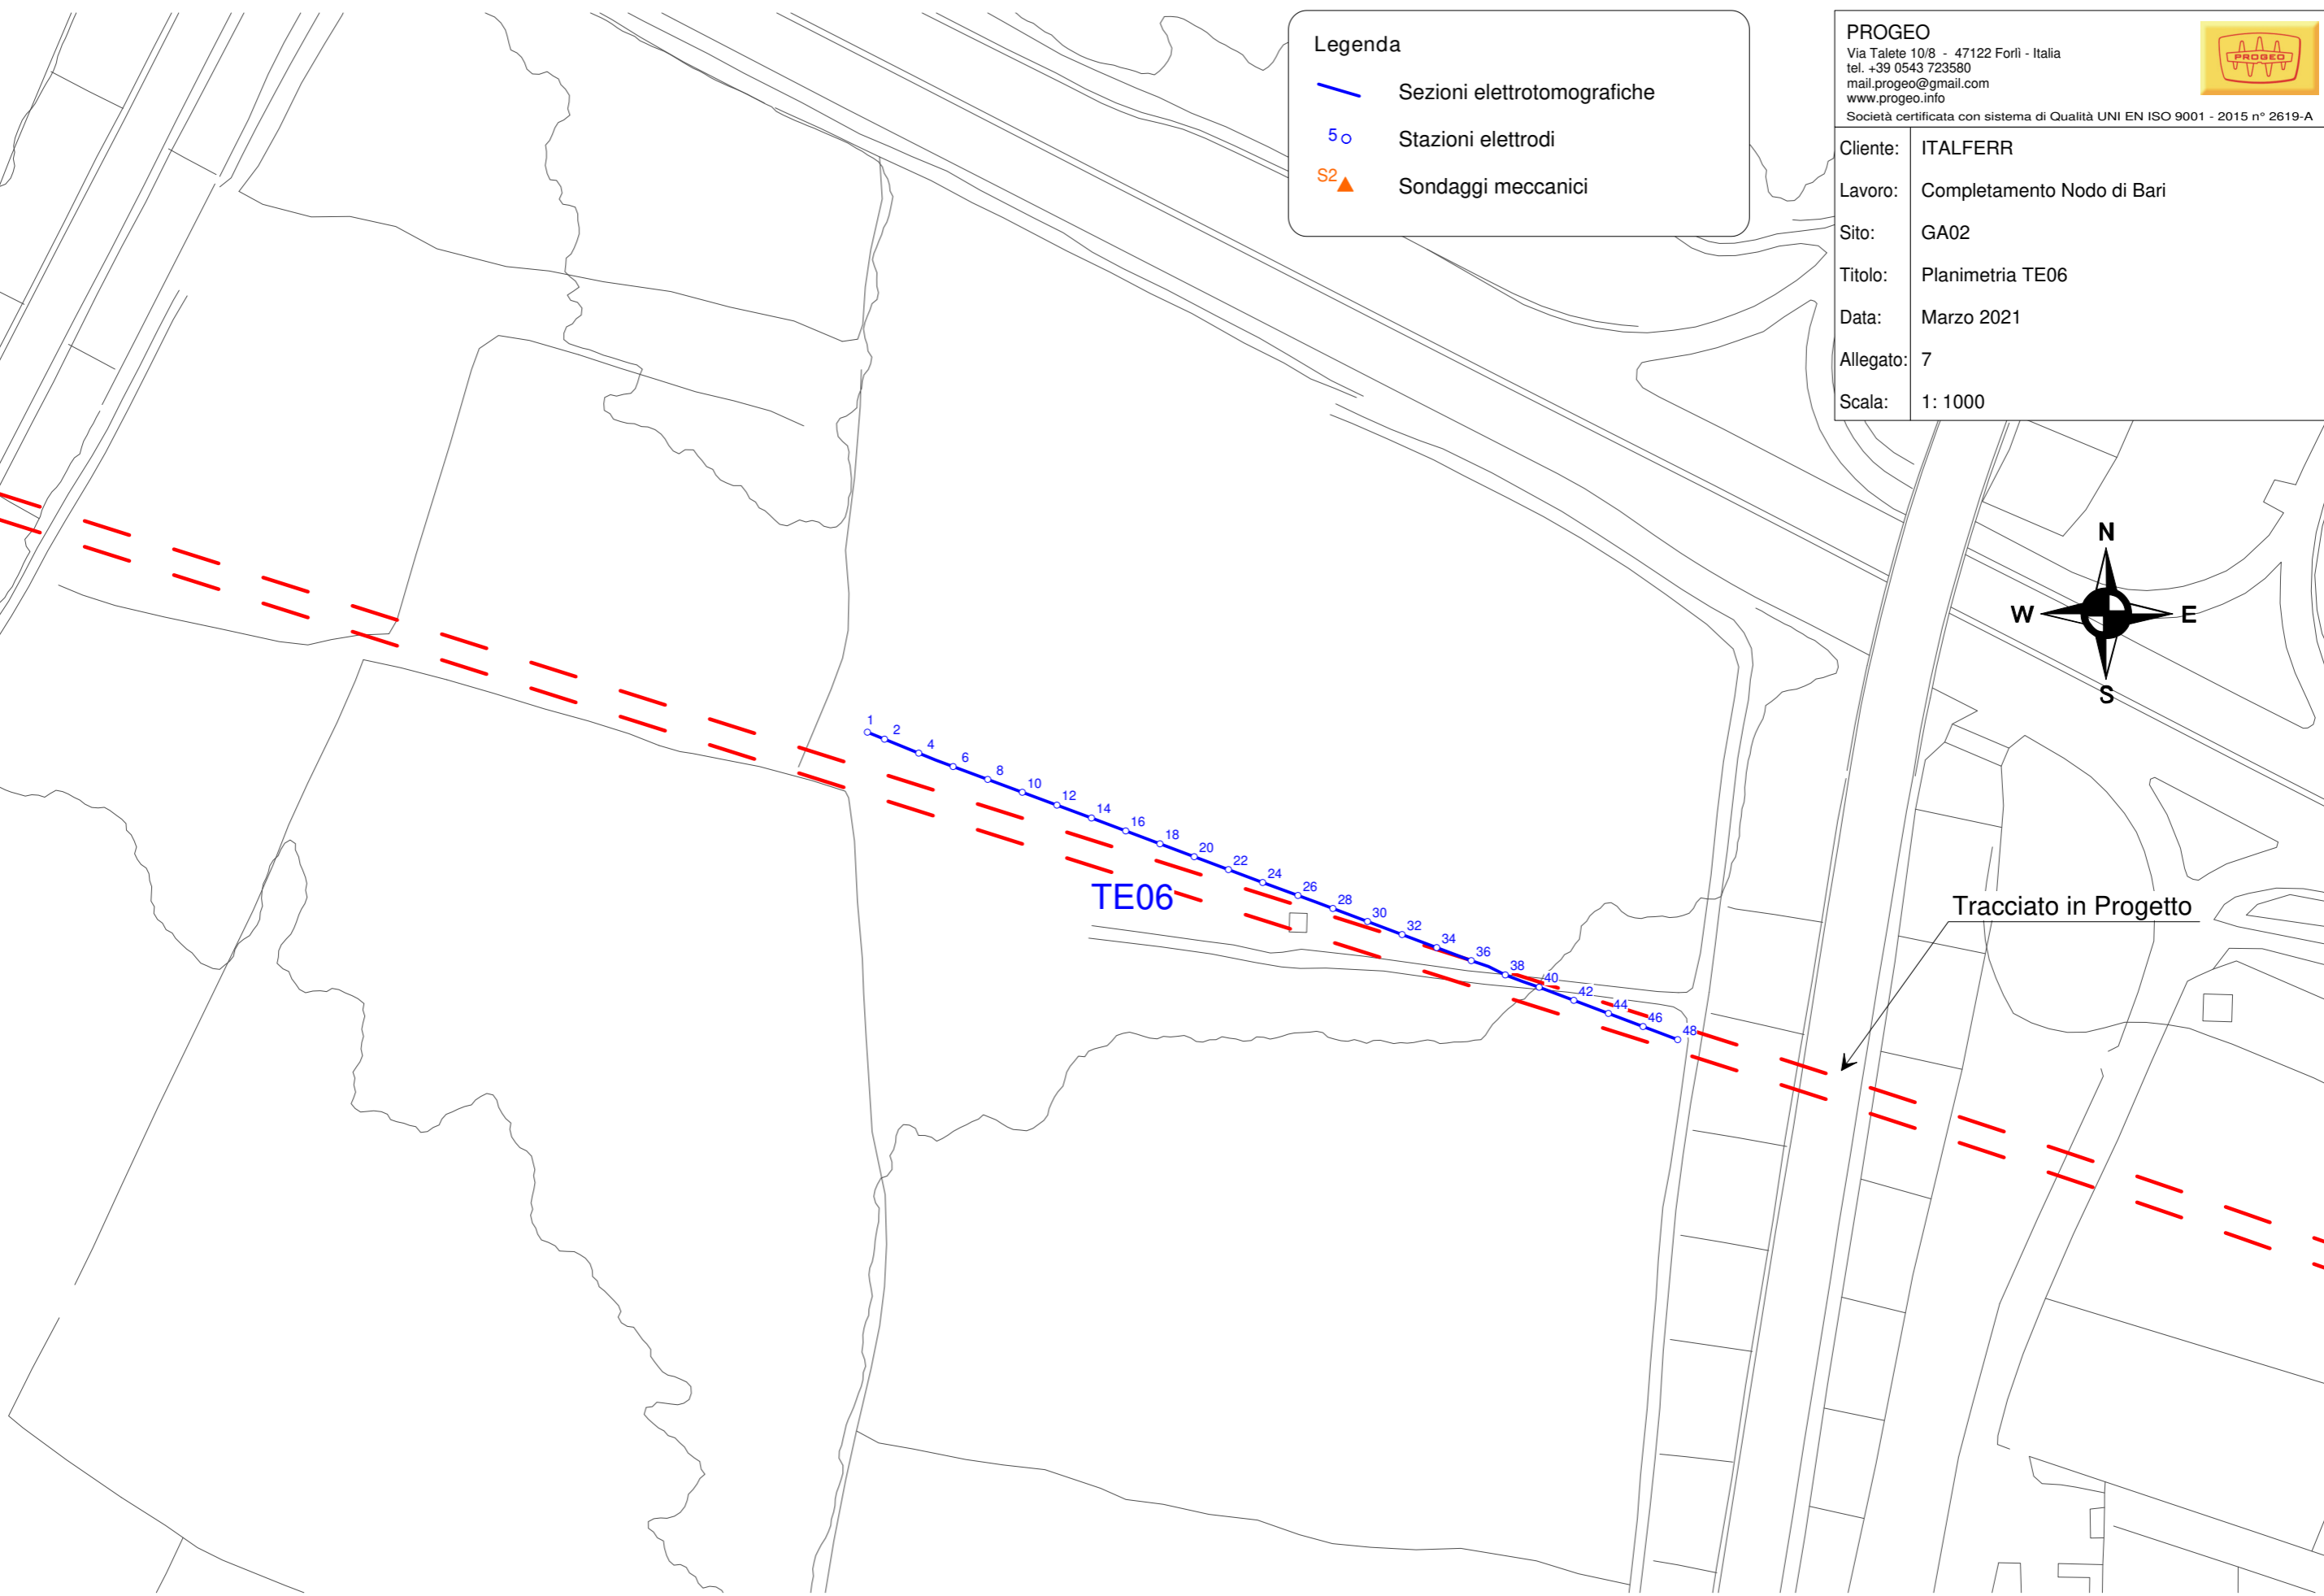 Legenda
Sezioni elettrotomografiche
5 Stazioni elettrodi
S2 Sondaggi meccanici
PROGEO
Via Talete 10/8 - 47122 Forlì - Italia
tel. +39 0543 723580
mail.progeo@gmail.com
www.progeo.info
PROGEO
Società certificata con sistema di Qualità UNI EN ISO 9001 - 2015 n° 2619-A
Cliente: ITALFERR
Lavoro: Completamento Nodo di Bari
Sito: GA02
Titolo: Planimetria TE06
Data: Marzo 2021
Allegato: 7
Scala: 1: 1000
N
W E
S
1
2
4
6
8
10
12
14
16
18
20
22
24
26
28
30
32
34
36
38
40
42
44
46
48
TE06
Tracciato in Progetto